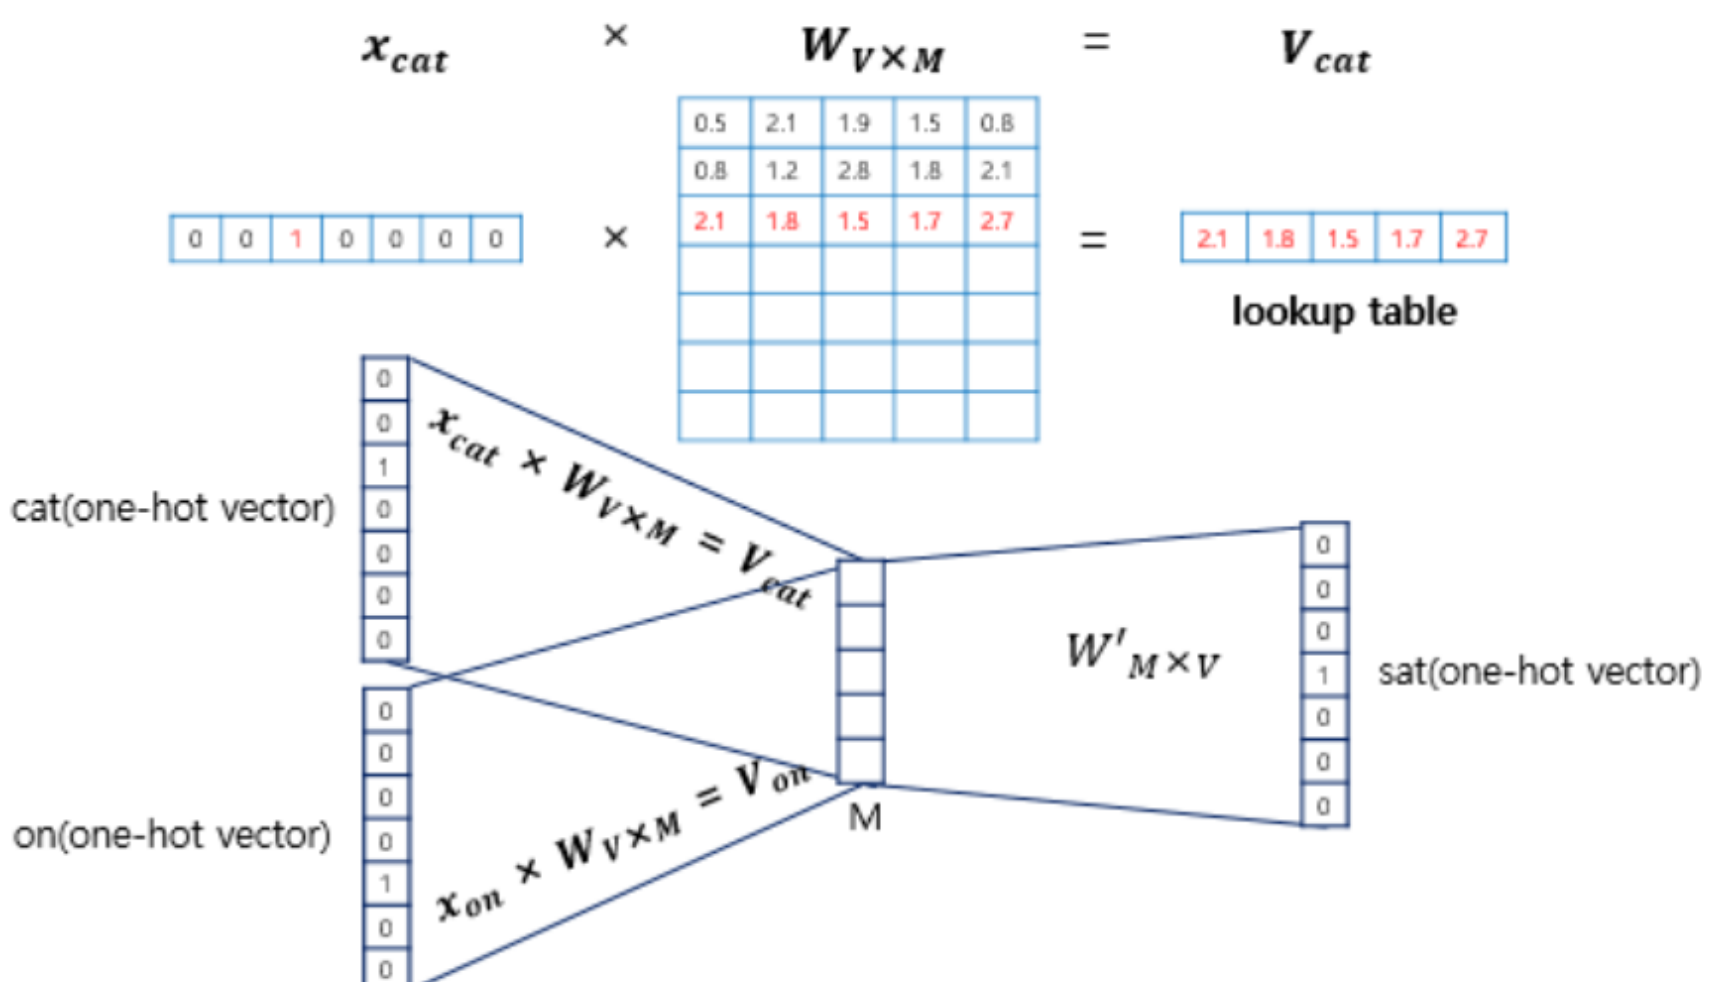 x_cat × W_V×M = V_cat
0.5 2.1 1.9 1.5 0.8
0.8 1.2 2.8 1.8 2.1
2.1 1.8 1.5 1.7 2.7
0 0 1 0 0 0 0 × = 2.1 1.8 1.5 1.7 2.7
lookup table
0
0
1
0
0
0
0
cat(one-hot vector)
x_cat × W_V×M = V_cat
0
0
0
0
1
0
0
on(one-hot vector)
x_on × W_V×M = V_on
M
W'_M×V
0
0
0
1
0
0
0
sat(one-hot vector)